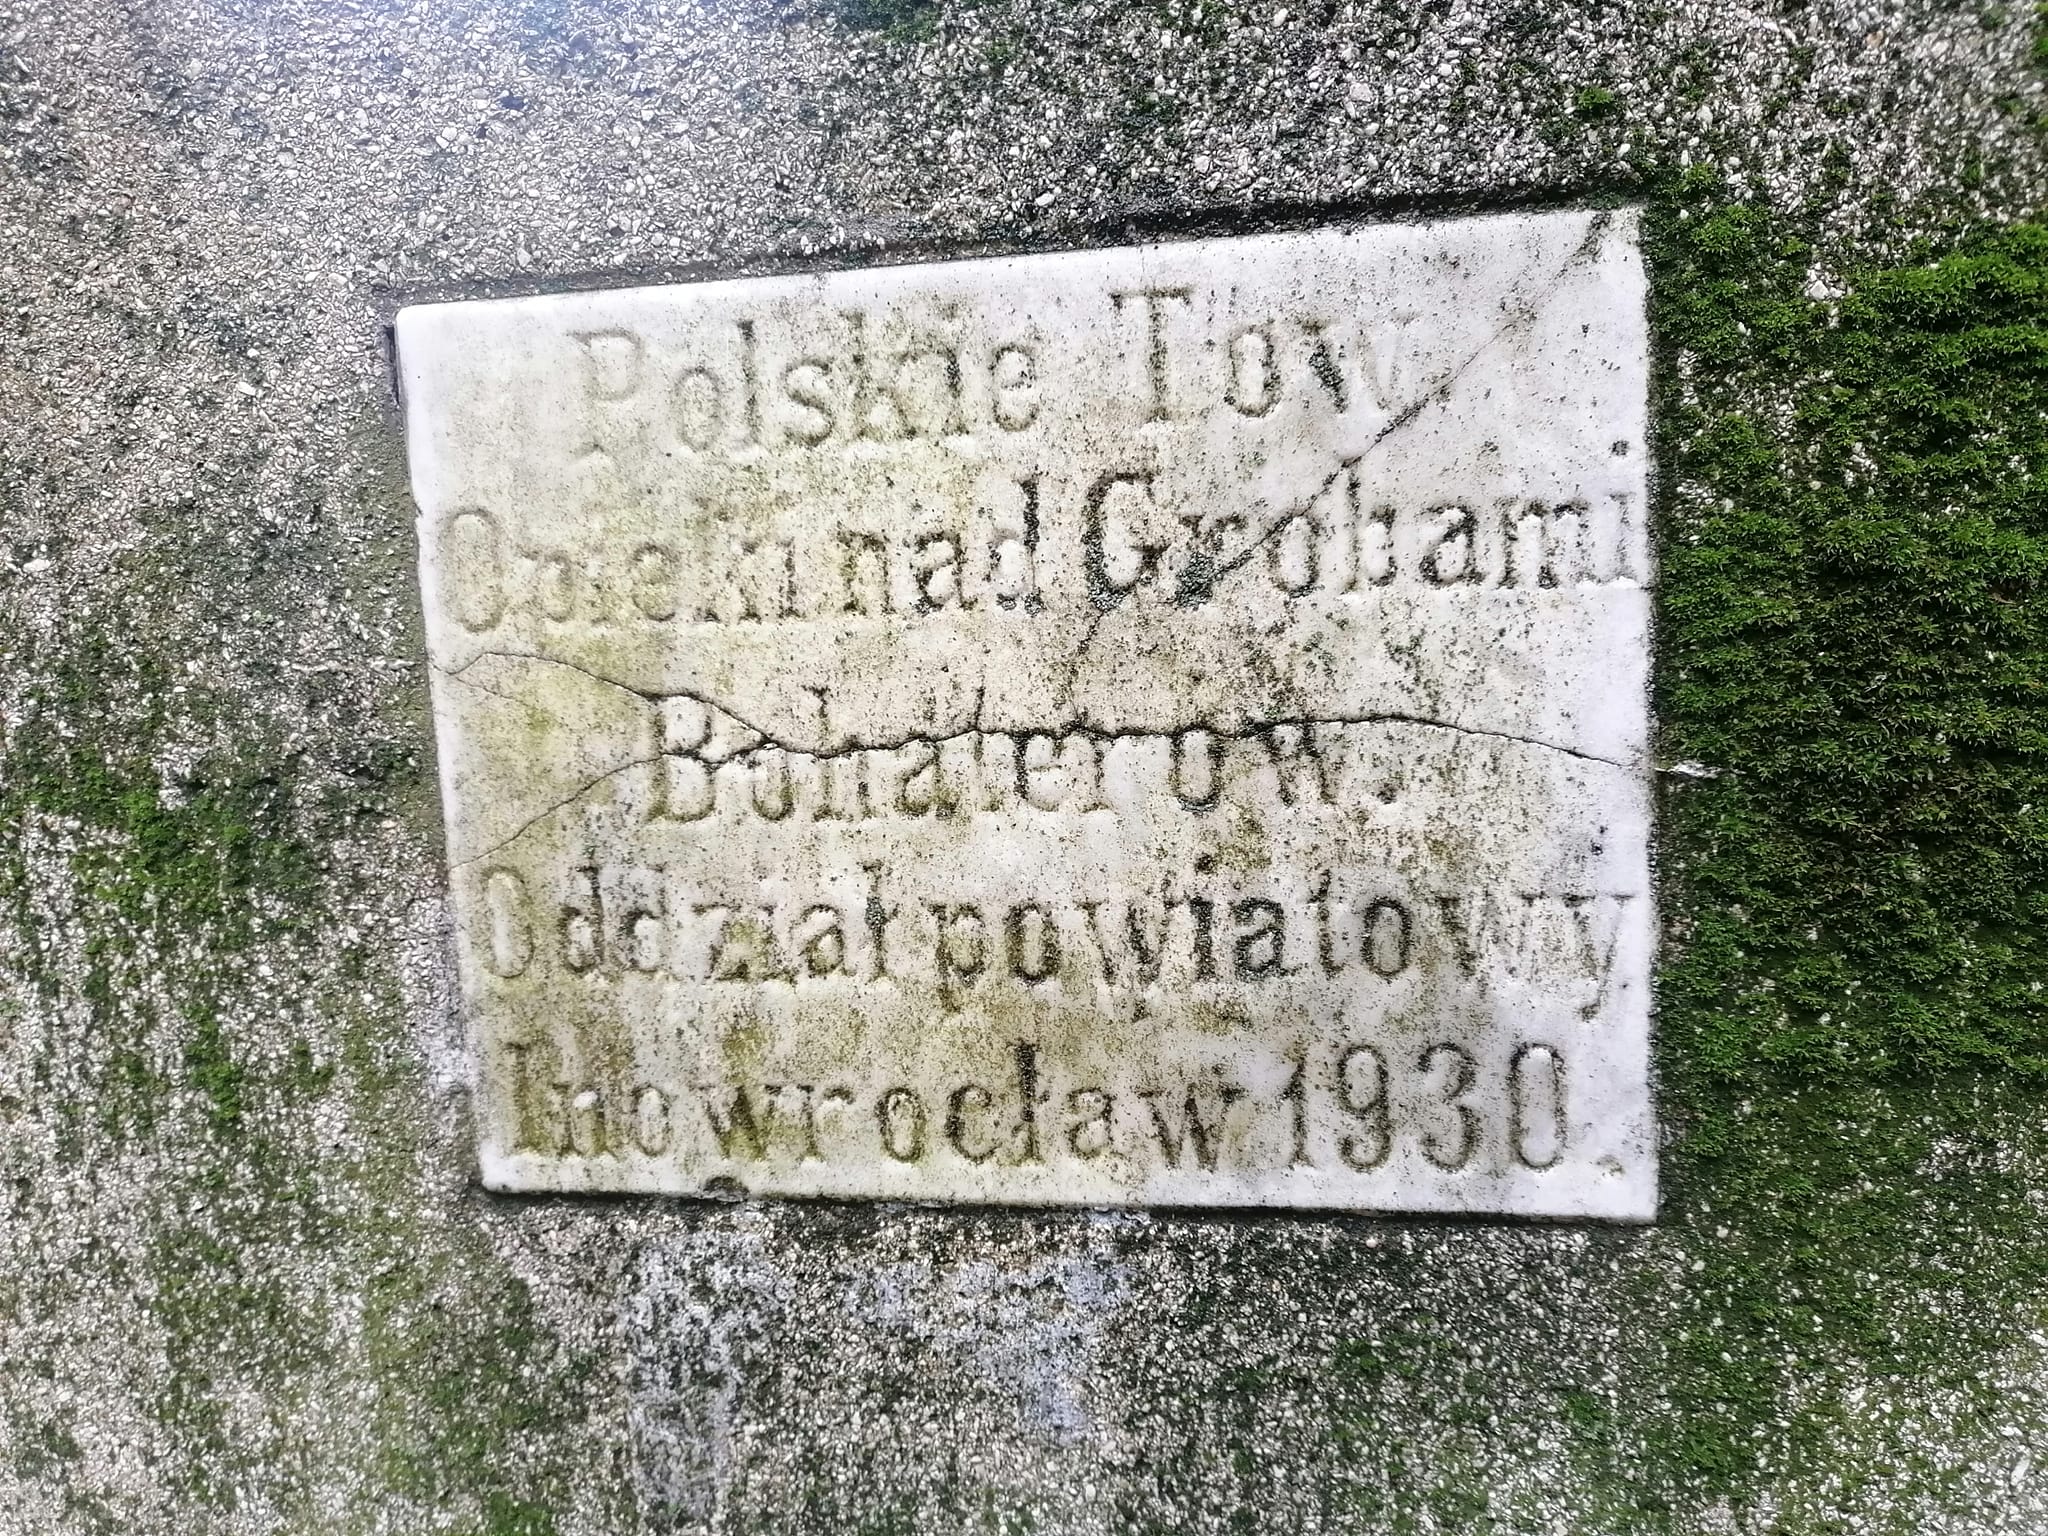 Polskie Tow
Opieki nad Grobami
Bohaterów.
Oddział powiatowy
Inowrocław 1930.